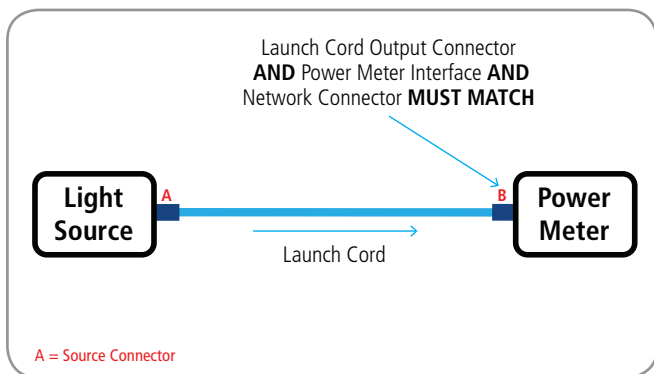 Launch Cord Output Connector
AND Power Meter Interface AND
Network Connector MUST MATCH
Light
Source
A
B
Power
Meter
Launch Cord
A = Source Connector